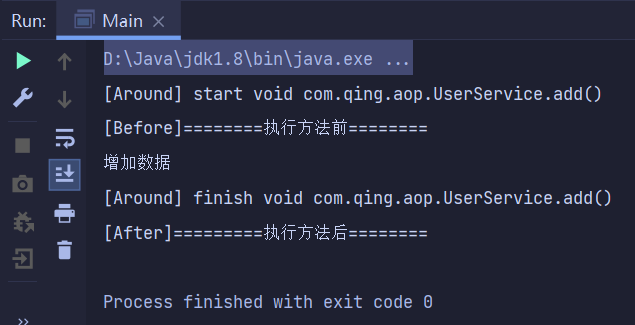 Run: Main
D:\Java\jdk1.8\bin\java.exe ...
[Around] start void com.qing.aop.UserService.add()
[Before]========执行方法前========
增加数据
[Around] finish void com.qing.aop.UserService.add()
[After]=========执行方法后========
Process finished with exit code 0